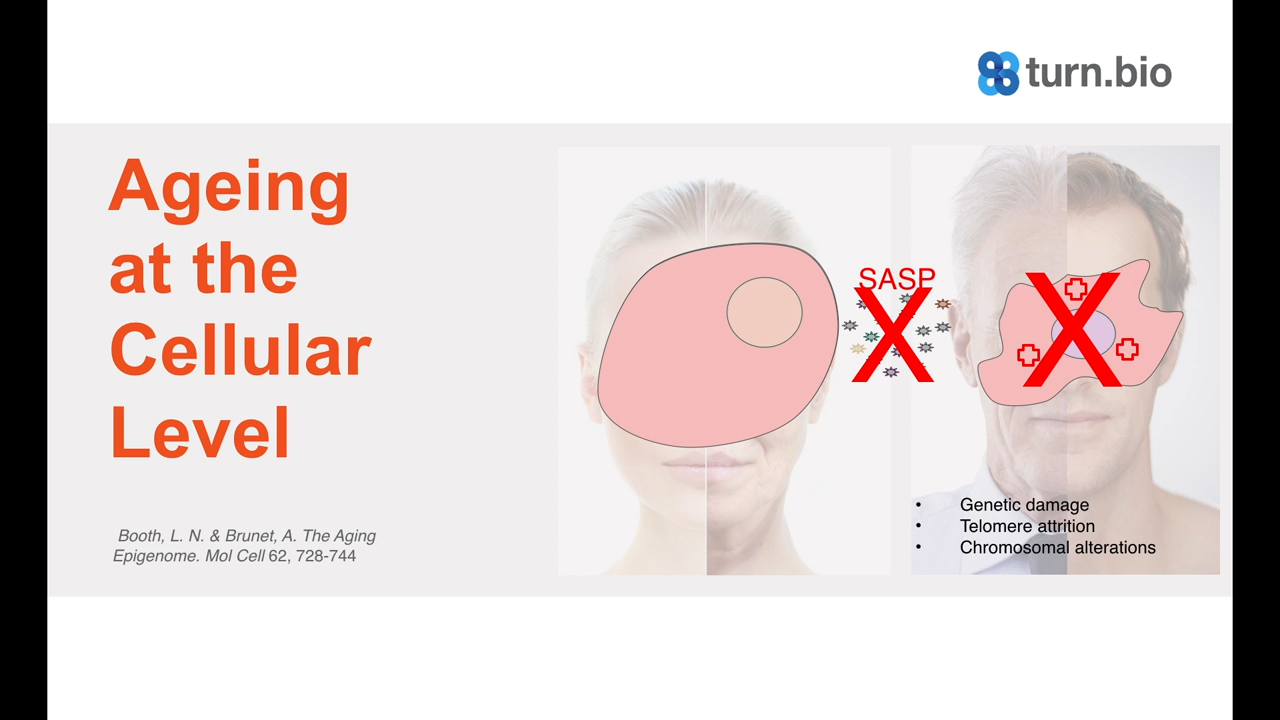 turn.bio
Ageing
at the
Cellular
Level
Booth, L. N. & Brunet, A. The Aging
Epigenome. Mol Cell 62, 728-744
SASP
X
X
• Genetic damage
• Telomere attrition
• Chromosomal alterations